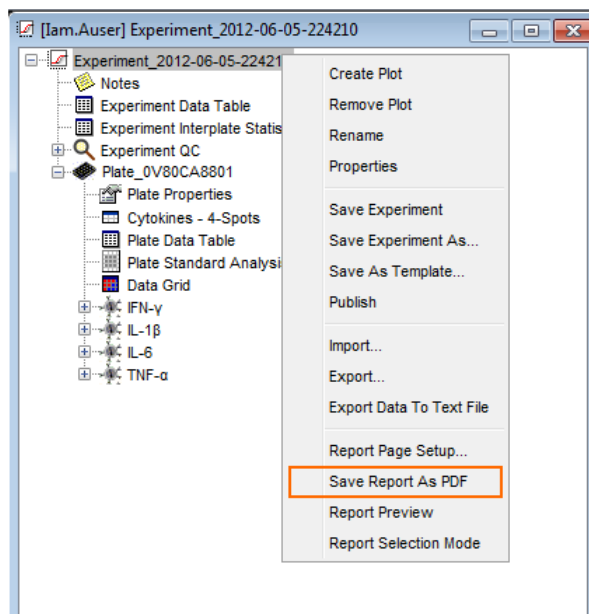 [Iam.Auser] Experiment_2012-06-05-224210
Experiment_2012-06-05-22421
Notes
Experiment Data Table
Experiment Interplate Statis
Experiment QC
Plate_0V80CA8801
Plate Properties
Cytokines - 4-Spots
Plate Data Table
Plate Standard Analysi
Data Grid
IFN-γ
IL-1β
IL-6
TNF-α
Create Plot
Remove Plot
Rename
Properties
Save Experiment
Save Experiment As...
Save As Template...
Publish
Import...
Export...
Export Data To Text File
Report Page Setup...
Save Report As PDF
Report Preview
Report Selection Mode